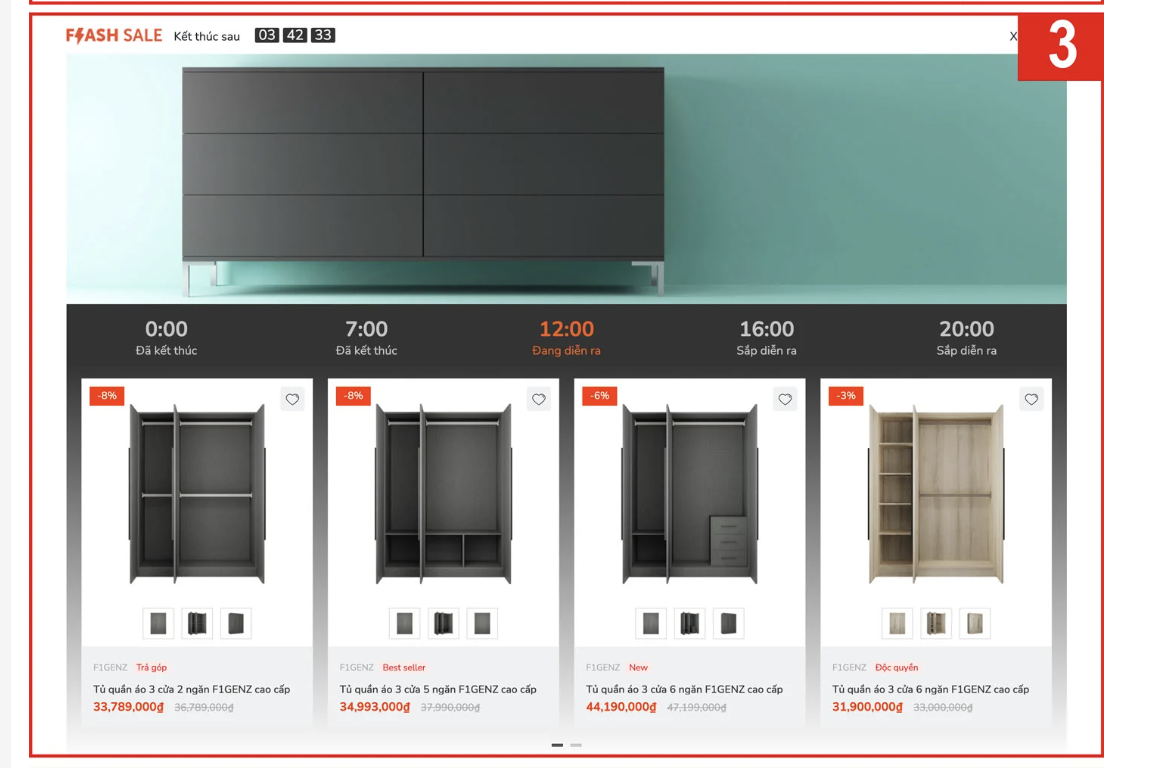 FLASH SALE Kết thúc sau 03 42 33
X
3
0:00 7:00 12:00 16:00 20:00
Đã kết thúc Đã kết thúc Đang diễn ra Sắp diễn ra Sắp diễn ra
-8% -8% -6% -3%
F1GENZ Trả góp
Tủ quần áo 3 cửa 2 ngăn F1GENZ cao cấp
33,789,000₫ 36,789,000₫
F1GENZ Best seller
Tủ quần áo 3 cửa 5 ngăn F1GENZ cao cấp
34,993,000₫ 37,990,000₫
F1GENZ New
Tủ quần áo 3 cửa 6 ngăn F1GENZ cao cấp
44,190,000₫ 47,199,000₫
F1GENZ Độc quyền
Tủ quần áo 3 cửa 6 ngăn F1GENZ cao cấp
31,900,000₫ 33,000,000₫